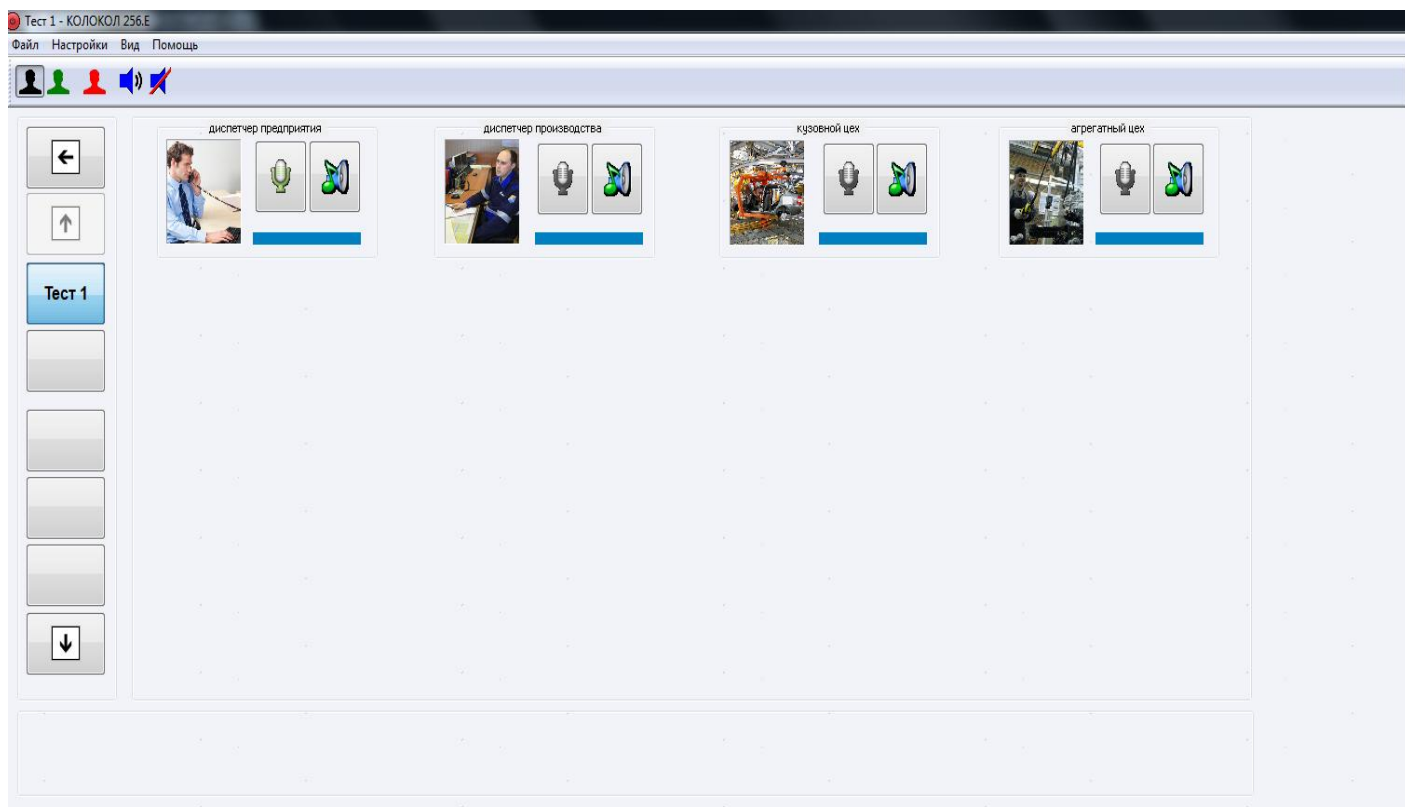 Тест 1 - КОЛОКОЛ 256.E
Файл Настройки Вид Помощь
диспетчер предприятия
диспетчер производства
кузовной цех
агрегатный цех
Тест 1